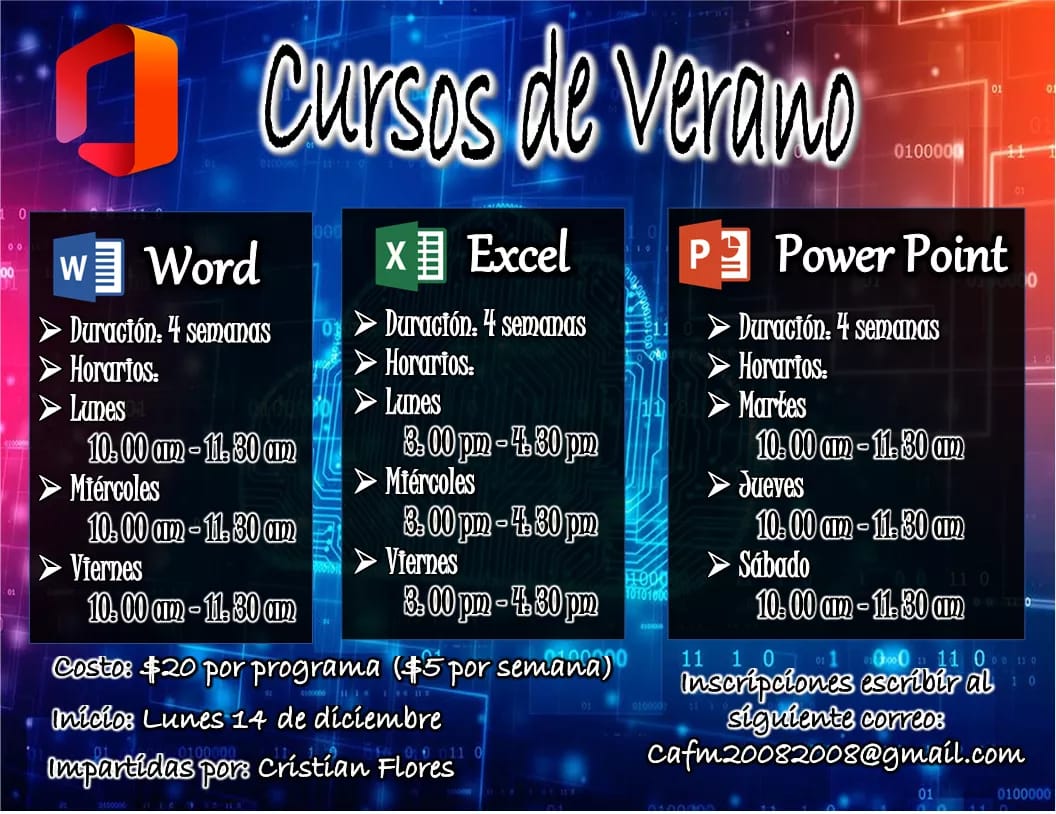 Cursos de Verano
Word
Duración: 4 semanas
Horarios:
Lunes
10: 00 am - 11: 30 am
Miércoles
10: 00 am - 11: 30 am
Viernes
10: 00 am - 11: 30 am
Excel
Duración: 4 semanas
Horarios:
Lunes
3: 00 pm - 4: 30 pm
Miércoles
3: 00 pm - 4: 30 pm
Viernes
3: 00 pm - 4: 30 pm
Power Point
Duración: 4 semanas
Horarios:
Martes
10: 00 am - 11: 30 am
Jueves
10: 00 am - 11: 30 am
Sábado
10: 00 am - 11: 30 am
Costo: $20 por programa ($5 por semana)
Inicio: Lunes 14 de diciembre
Impartidas por: Cristian Flores
Inscripciones escribir al
siguiente correo:
Cafm20082008@gmail.com